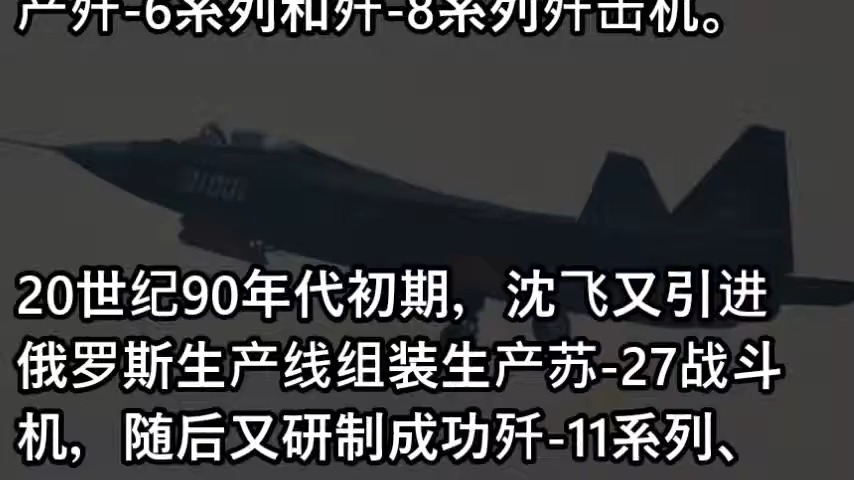 产歼-6系列和歼-8系列歼击机。
31001
20世纪90年代初期，沈飞又引进
俄罗斯生产线组装生产苏-27战斗
机，随后又研制成功歼-11系列、